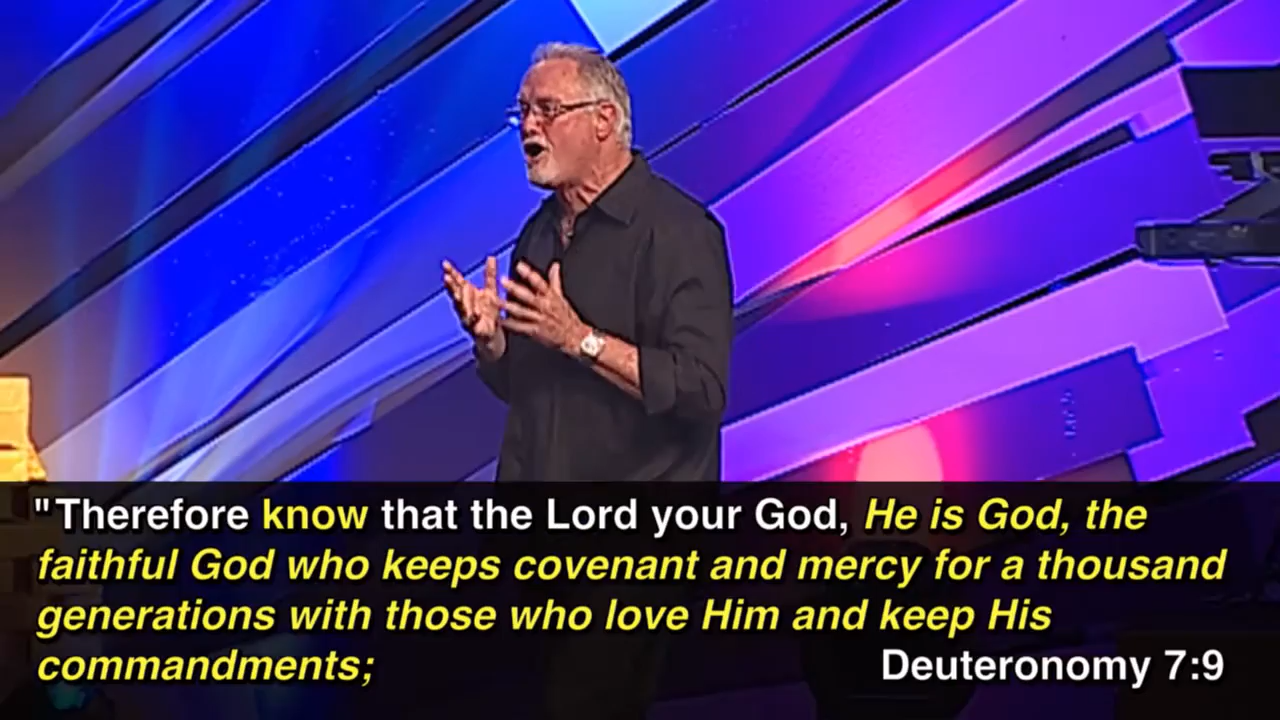 "Therefore know that the Lord your God, He is God, the
faithful God who keeps covenant and mercy for a thousand
generations with those who love Him and keep His
commandments;
Deuteronomy 7:9